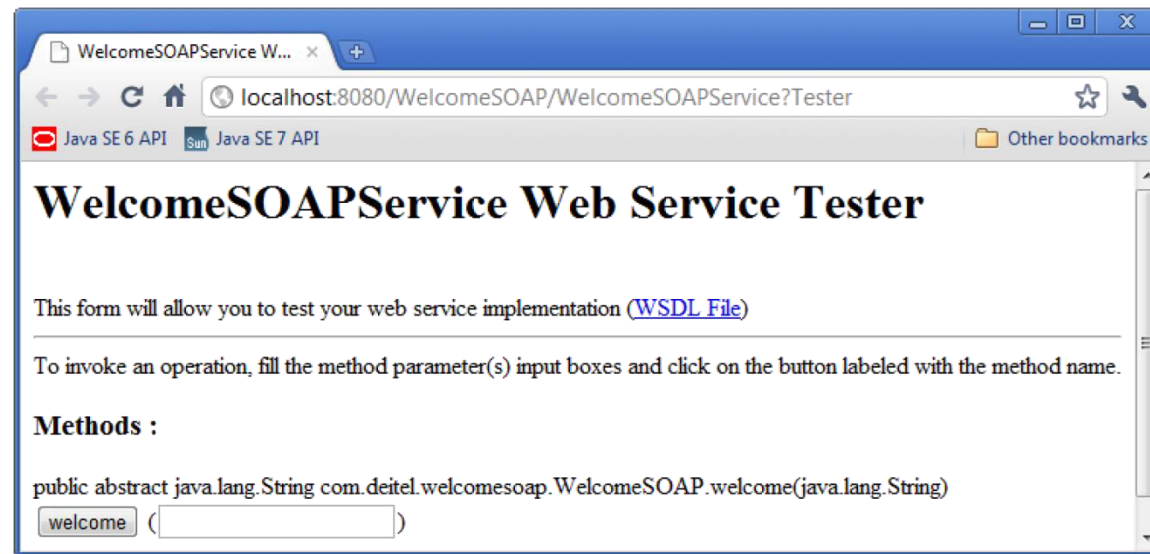 WelcomeSOAPService W...
localhost:8080/WelcomeSOAP/WelcomeSOAPService?Tester
Java SE 6 API Sun Java SE 7 API Other bookmarks
WelcomeSOAPService Web Service Tester
This form will allow you to test your web service implementation (WSDL File)
To invoke an operation, fill the method parameter(s) input boxes and click on the button labeled with the method name.
Methods :
public abstract java.lang.String com.deitel.welcomesoap.WelcomeSOAP.welcome(java.lang.String)
welcome ( )